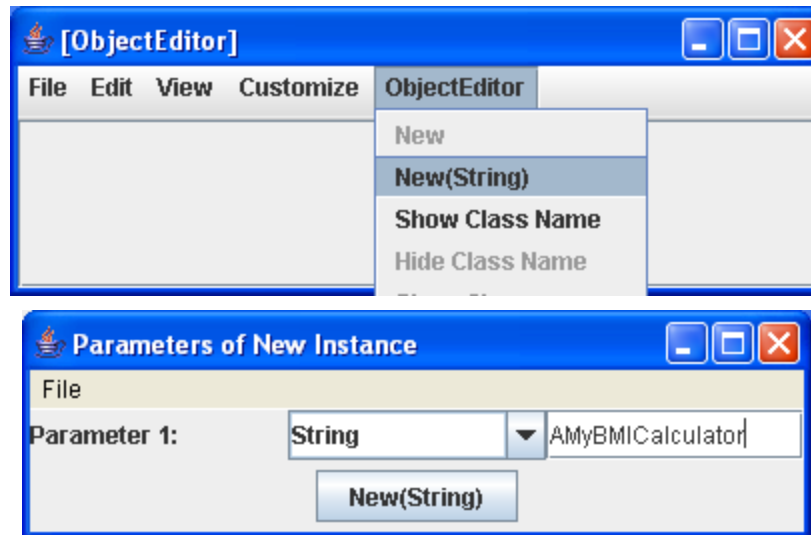 [ObjectEditor]
File Edit View Customize ObjectEditor
New
New(String)
Show Class Name
Hide Class Name
Parameters of New Instance
File
Parameter 1: String AMyBMICalculator
New(String)